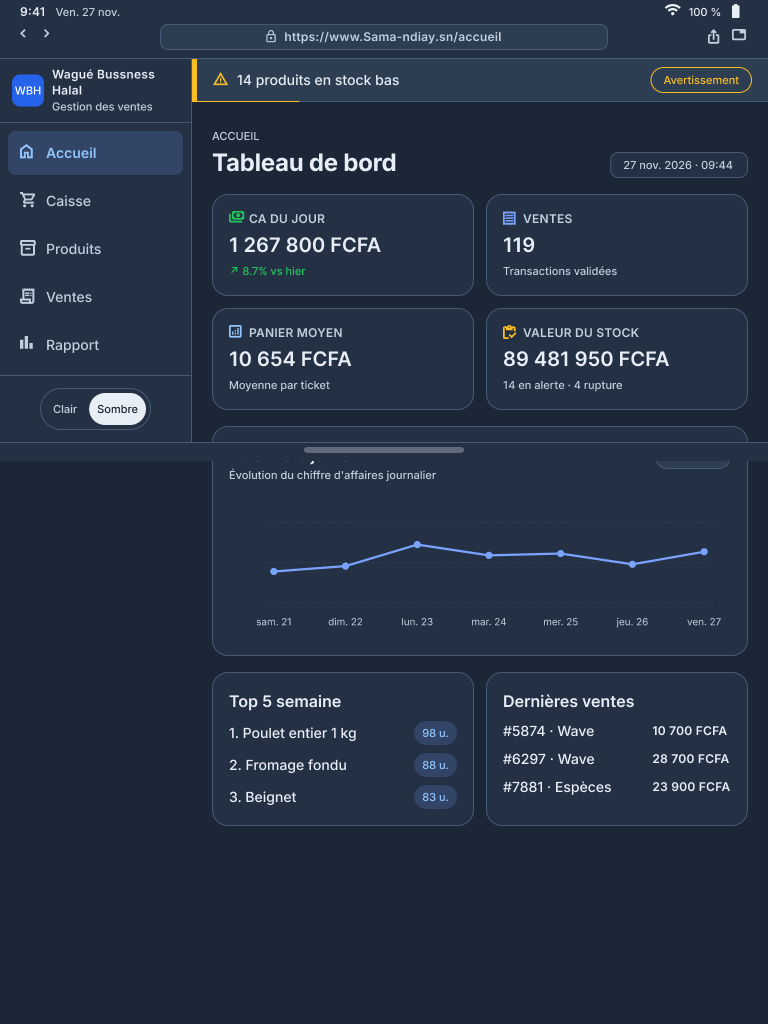 9:41 Ven. 27 nov.
100 %
https://www.Sama-ndiay.sn/accueil
WBH
Wagué Bussness
Halal
Gestion des ventes
14 produits en stock bas
Avertissement
Accueil
Caisse
Produits
Ventes
Rapport
Clair
Sombre
ACCUEIL
Tableau de bord
27 nov. 2026 · 09:44
CA DU JOUR
1 267 800 FCFA
↗ 8.7% vs hier
VENTES
119
Transactions validées
PANIER MOYEN
10 654 FCFA
Moyenne par ticket
VALEUR DU STOCK
89 481 950 FCFA
14 en alerte · 4 rupture
Évolution du chiffre d'affaires journalier
sam. 21
dim. 22
lun. 23
mar. 24
mer. 25
jeu. 26
ven. 27
Top 5 semaine
1. Poulet entier 1 kg 98 u.
2. Fromage fondu 88 u.
3. Beignet 83 u.
Dernières ventes
#5874 · Wave 10 700 FCFA
#6297 · Wave 28 700 FCFA
#7881 · Espèces 23 900 FCFA